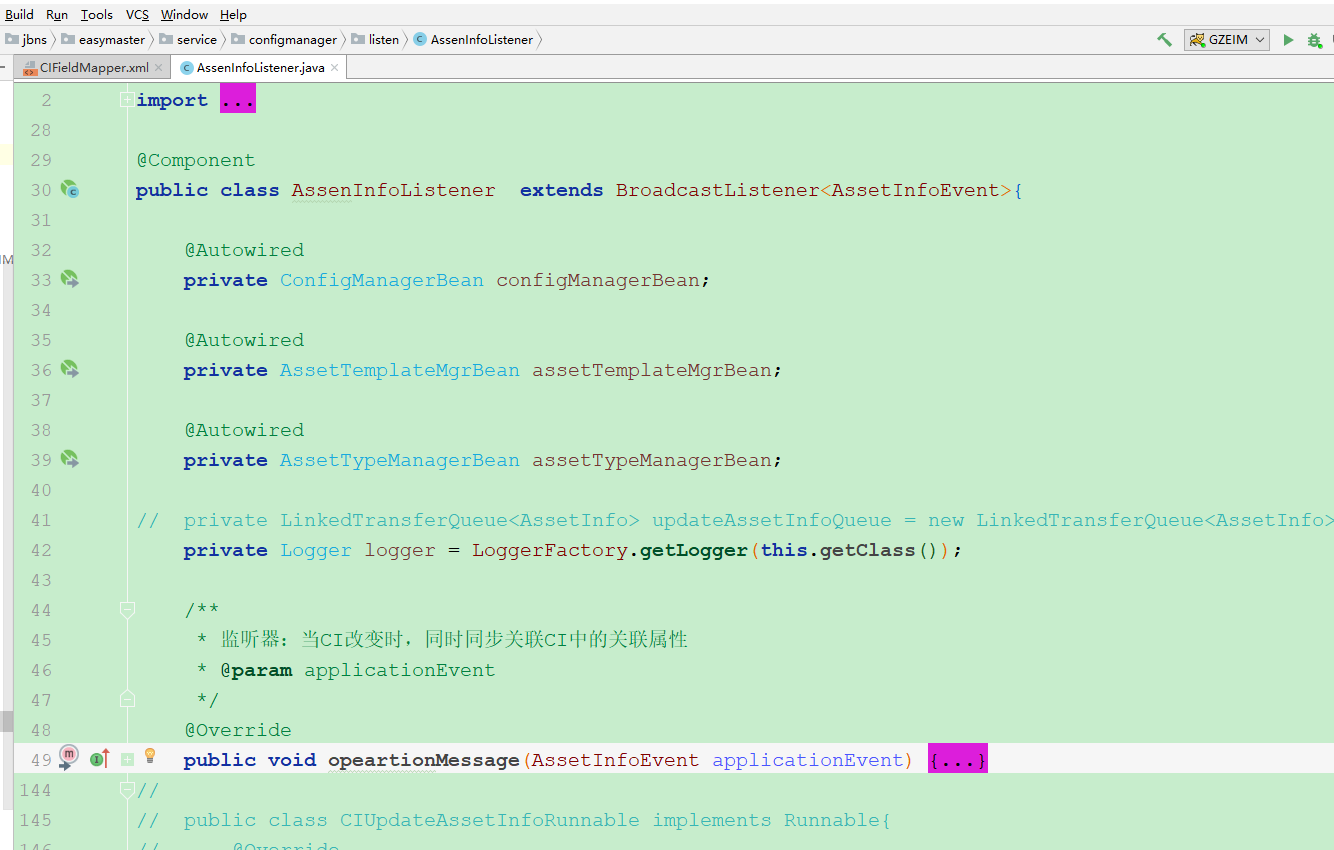 Build Run Tools VCS Window Help
jbns easymaster service configmanager listen AssenInfoListener GZEIM
CIFieldMapper.xml AssenInfoListener.java
2 import ...
28
29 @Component
30 public class AssenInfoListener extends BroadcastListener<AssetInfoEvent>{
31
32 @Autowired
33 private ConfigManagerBean configManagerBean;
34
35 @Autowired
36 private AssetTemplateMgrBean assetTemplateMgrBean;
37
38 @Autowired
39 private AssetTypeManagerBean assetTypeManagerBean;
40
41 // private LinkedTransferQueue<AssetInfo> updateAssetInfoQueue = new LinkedTransferQueue<AssetInfo>
42 private Logger logger = LoggerFactory.getLogger(this.getClass());
43
44 /**
45 * 监听器：当CI改变时，同时同步关联CI中的关联属性
46 * @param applicationEvent
47 */
48 @Override
49 public void opeartionMessage(AssetInfoEvent applicationEvent) {...}
144 //
145 // public class CIUpdateAssetInfoRunnable implements Runnable{
146 // @Override